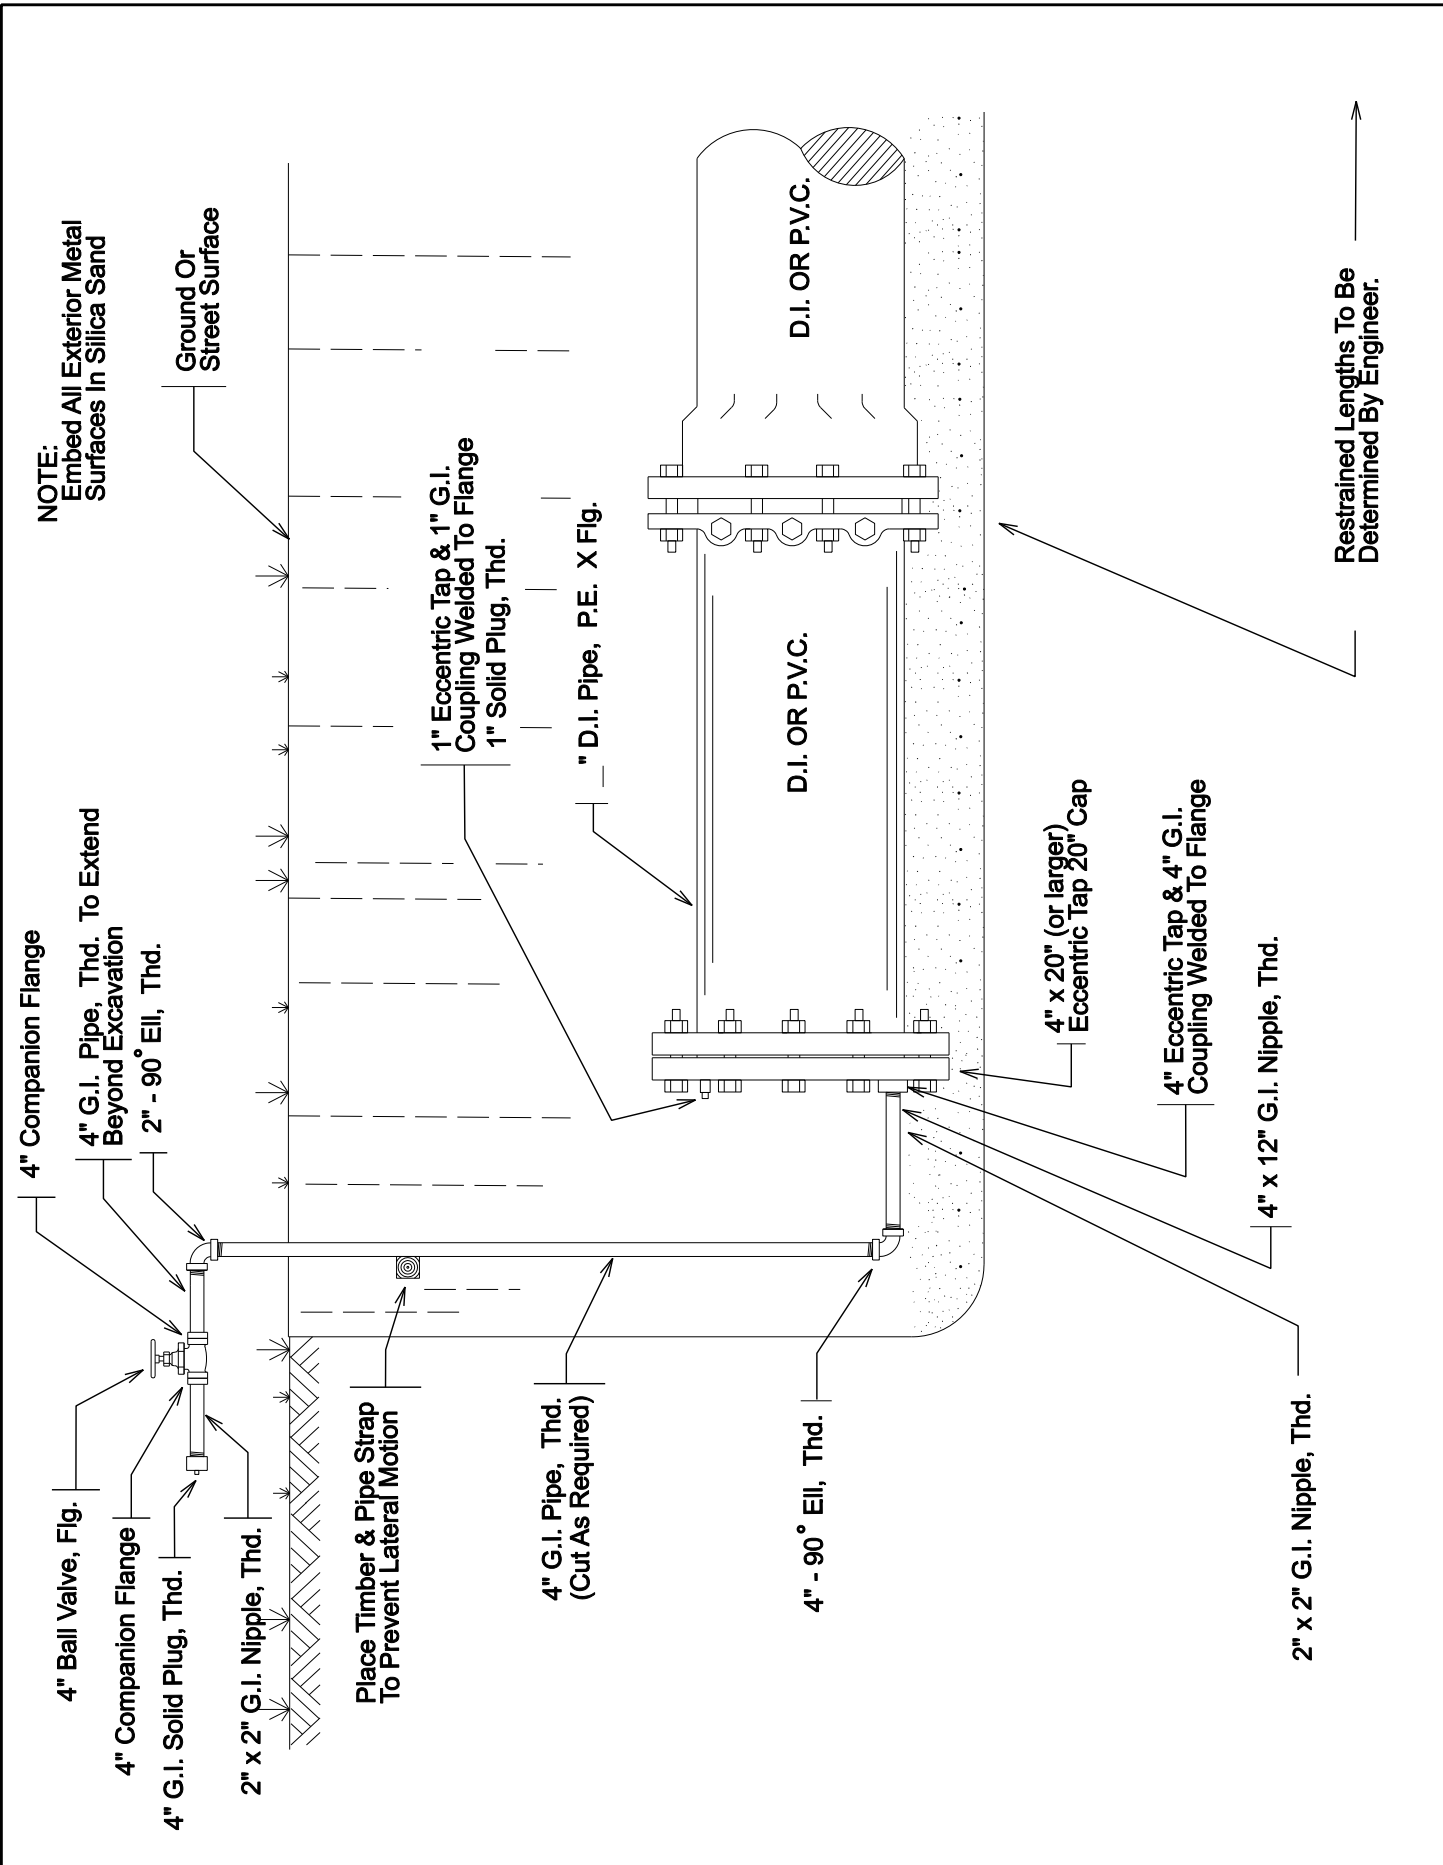 NOTE:
Embed All Exterior Metal
Surfaces In Silica Sand
Ground Or
Street Surface
4" Companion Flange
4" G.I. Pipe, Thd. To Extend
Beyond Excavation
2" - 90° Ell, Thd.
4" Ball Valve, Flg.
4" Companion Flange
4" G.I. Solid Plug, Thd.
2" x 2" G.I. Nipple, Thd.
Place Timber & Pipe Strap
To Prevent Lateral Motion
1" Eccentric Tap & 1" G.I.
Coupling Welded To Flange
1" Solid Plug, Thd.
_ " D.I. Pipe, P.E. X Flg.
4" G.I. Pipe, Thd.
(Cut As Required)
D.I. OR P.V.C.
D.I. OR P.V.C.
4" - 90° Ell, Thd.
4" x 20" (or larger)
Eccentric Tap 20" Cap
4" Eccentric Tap & 4" G.I.
Coupling Welded To Flange
4" x 12" G.I. Nipple, Thd.
2" x 2" G.I. Nipple, Thd.
Restrained Lengths To Be
Determined By Engineer.